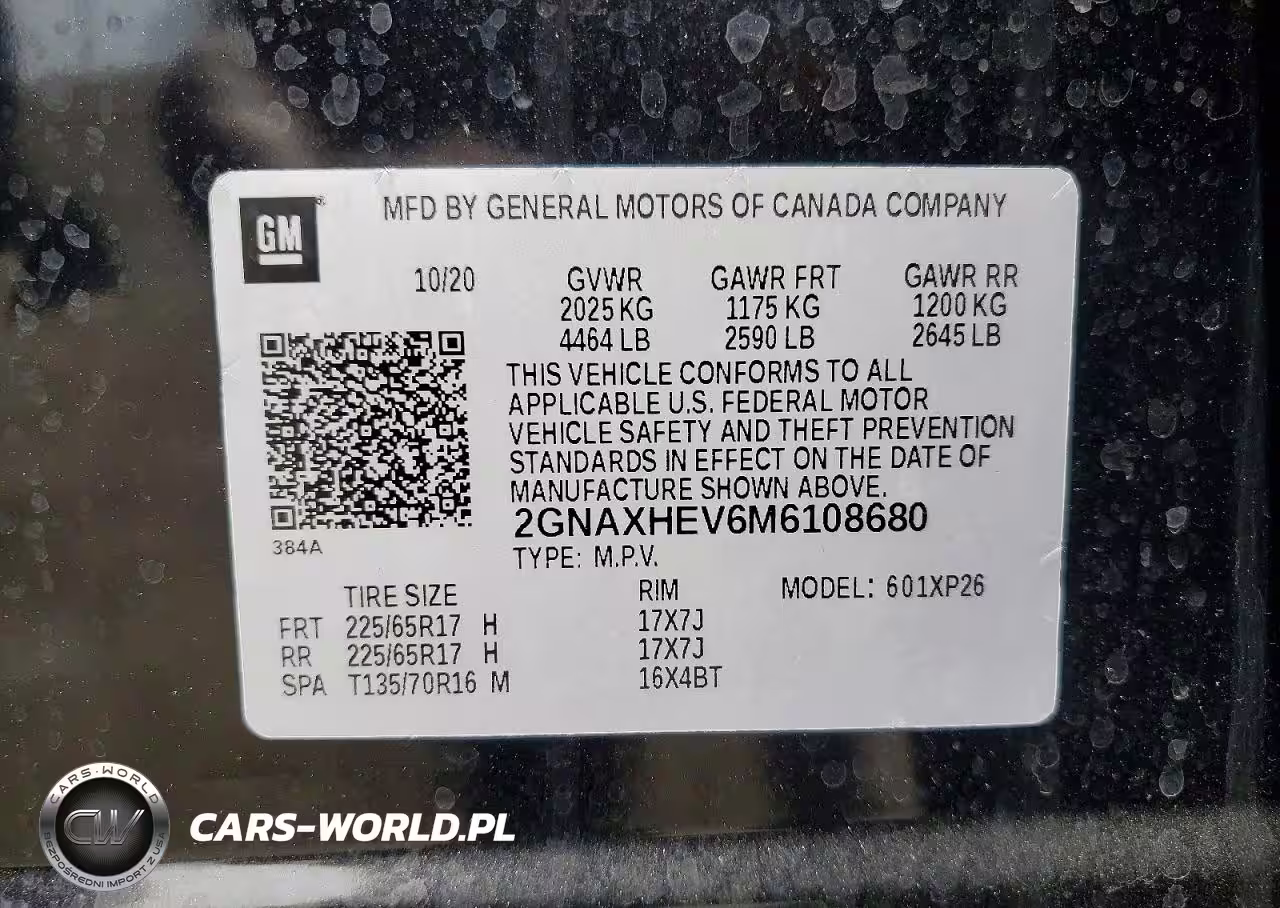 GM
MFD BY GENERAL MOTORS OF CANADA COMPANY
10/20 GVWR GAWR FRT GAWR RR
2025 KG 1175 KG 1200 KG
4464 LB 2590 LB 2645 LB
THIS VEHICLE CONFORMS TO ALL
APPLICABLE U.S. FEDERAL MOTOR
VEHICLE SAFETY AND THEFT PREVENTION
STANDARDS IN EFFECT ON THE DATE OF
MANUFACTURE SHOWN ABOVE.
2GNAXHEV6M6108680
384A
TYPE: M.P.V.
TIRE SIZE RIM MODEL: 601XP26
FRT 225/65R17 H 17X7J
RR 225/65R17 H 17X7J
SPA T135/70R16 M 16X4BT
CARS-WORLD
CW
BEZPOŚREDNI IMPORT Z USA
CARS-WORLD.PL